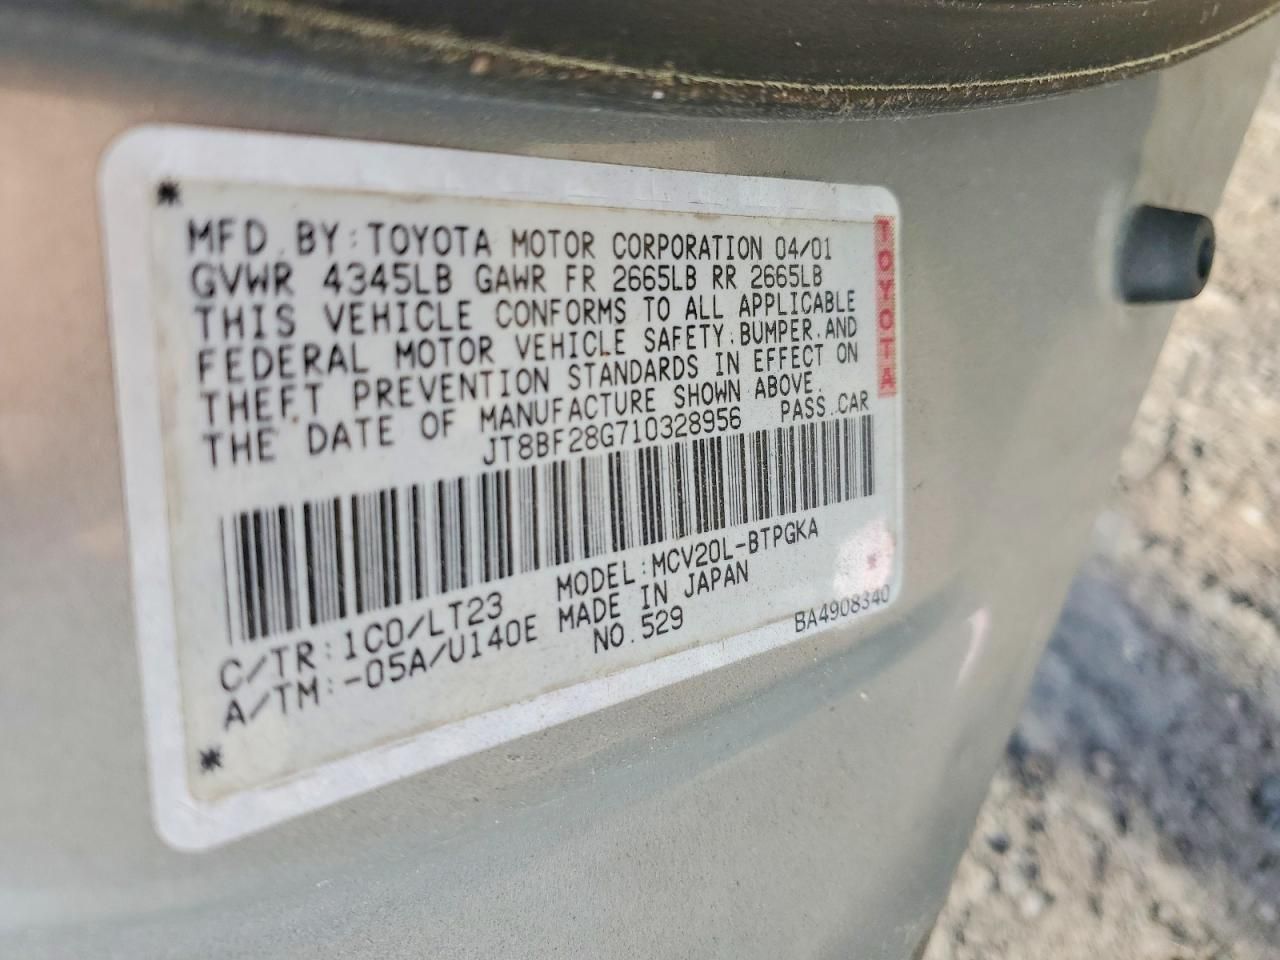 MFD. BY: TOYOTA MOTOR CORPORATION 04/01
GVWR 4345LB GAWR FR 2665LB RR 2665LB
THIS VEHICLE CONFORMS TO ALL APPLICABLE
FEDERAL MOTOR VEHICLE SAFETY, BUMPER, AND
THEFT PREVENTION STANDARDS IN EFFECT ON
THE DATE OF MANUFACTURE SHOWN ABOVE.
JT8BF28G710328956 PASS. CAR
C/TR: 1C0/LT23 MODEL: MCV20L-BTPGKA
A/TM: -05A/U140E MADE IN JAPAN
NO. 529
BA4908340
TOYOTA